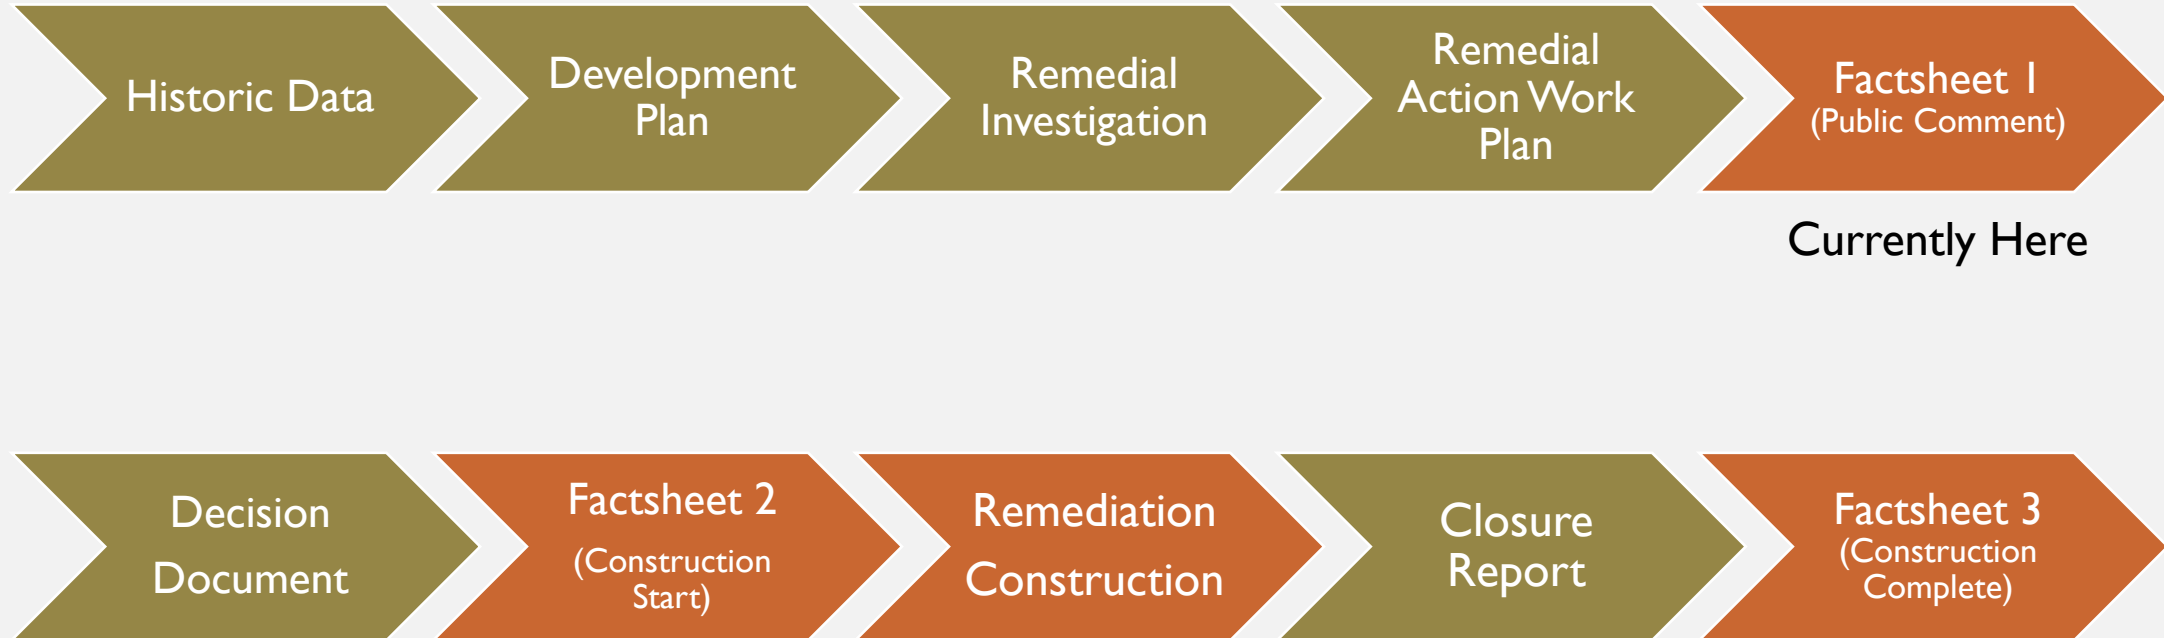 Historic Data
Development
Plan
Remedial
Investigation
Remedial
Action Work
Plan
Factsheet 1
(Public Comment)
Currently Here
Decision
Document
Factsheet 2
(Construction
Start)
Remediation
Construction
Closure
Report
Factsheet 3
(Construction
Complete)